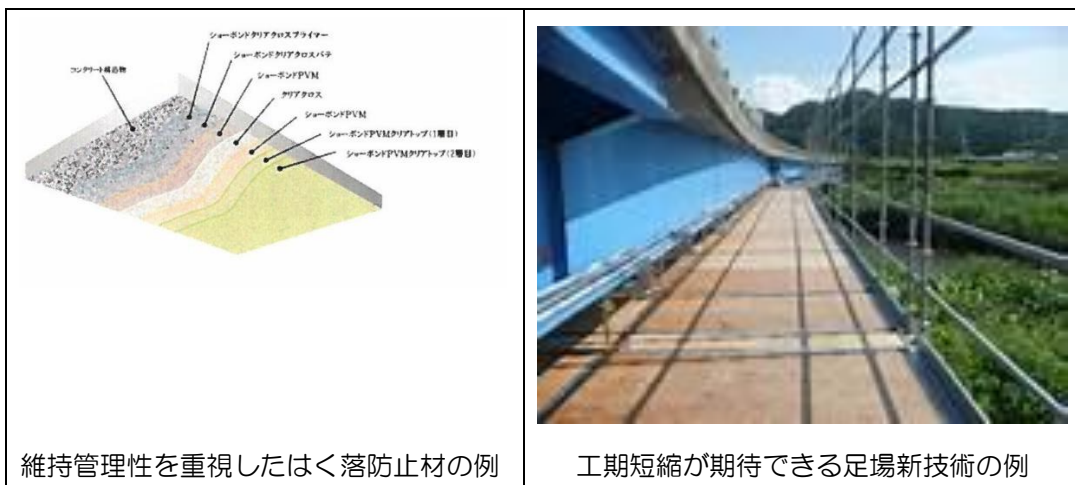 ショーボンドクリアクロスプライマー
ショーボンドクリアクロスパテ
コンクリート構造物
ショーボンドPVM
クリアクロス
ショーボンドPVM
ショーボンドPVMクリアトップ(1層目)
ショーボンドPVMクリアトップ(2層目)
維持管理性を重視したはく落防止材の例
工期短縮が期待できる足場新技術の例